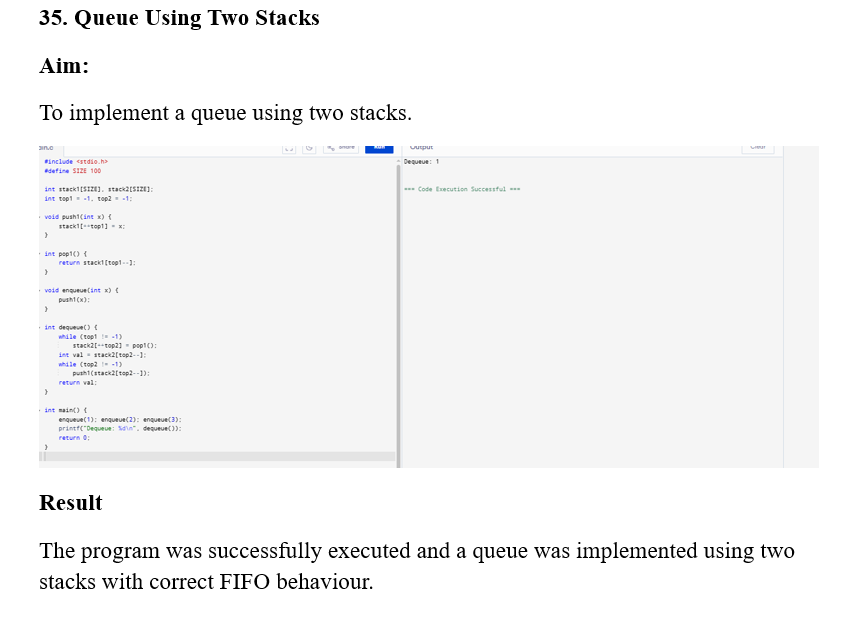 35. Queue Using Two Stacks
Aim:
To implement a queue using two stacks.
Share
Run
Output
Clear
#include <stdio.h>
#define SIZE 100
int stack1[SIZE], stack2[SIZE];
int top1 = -1, top2 = -1;
void push1(int x) {
stack1[++top1] = x;
}
int pop1() {
return stack1[top1--];
}
void enqueue(int x) {
push1(x);
}
int dequeue() {
while (top1 != -1)
stack2[++top2] = pop1();
int val = stack2[top2--];
while (top2 != -1)
push1(stack2[top2--]);
return val;
}
int main() {
enqueue(1); enqueue(2); enqueue(3);
printf("Dequeue: %d\n", dequeue());
return 0;
}
Dequeue: 1
=== Code Execution Successful ===
Result
The program was successfully executed and a queue was implemented using two
stacks with correct FIFO behaviour.